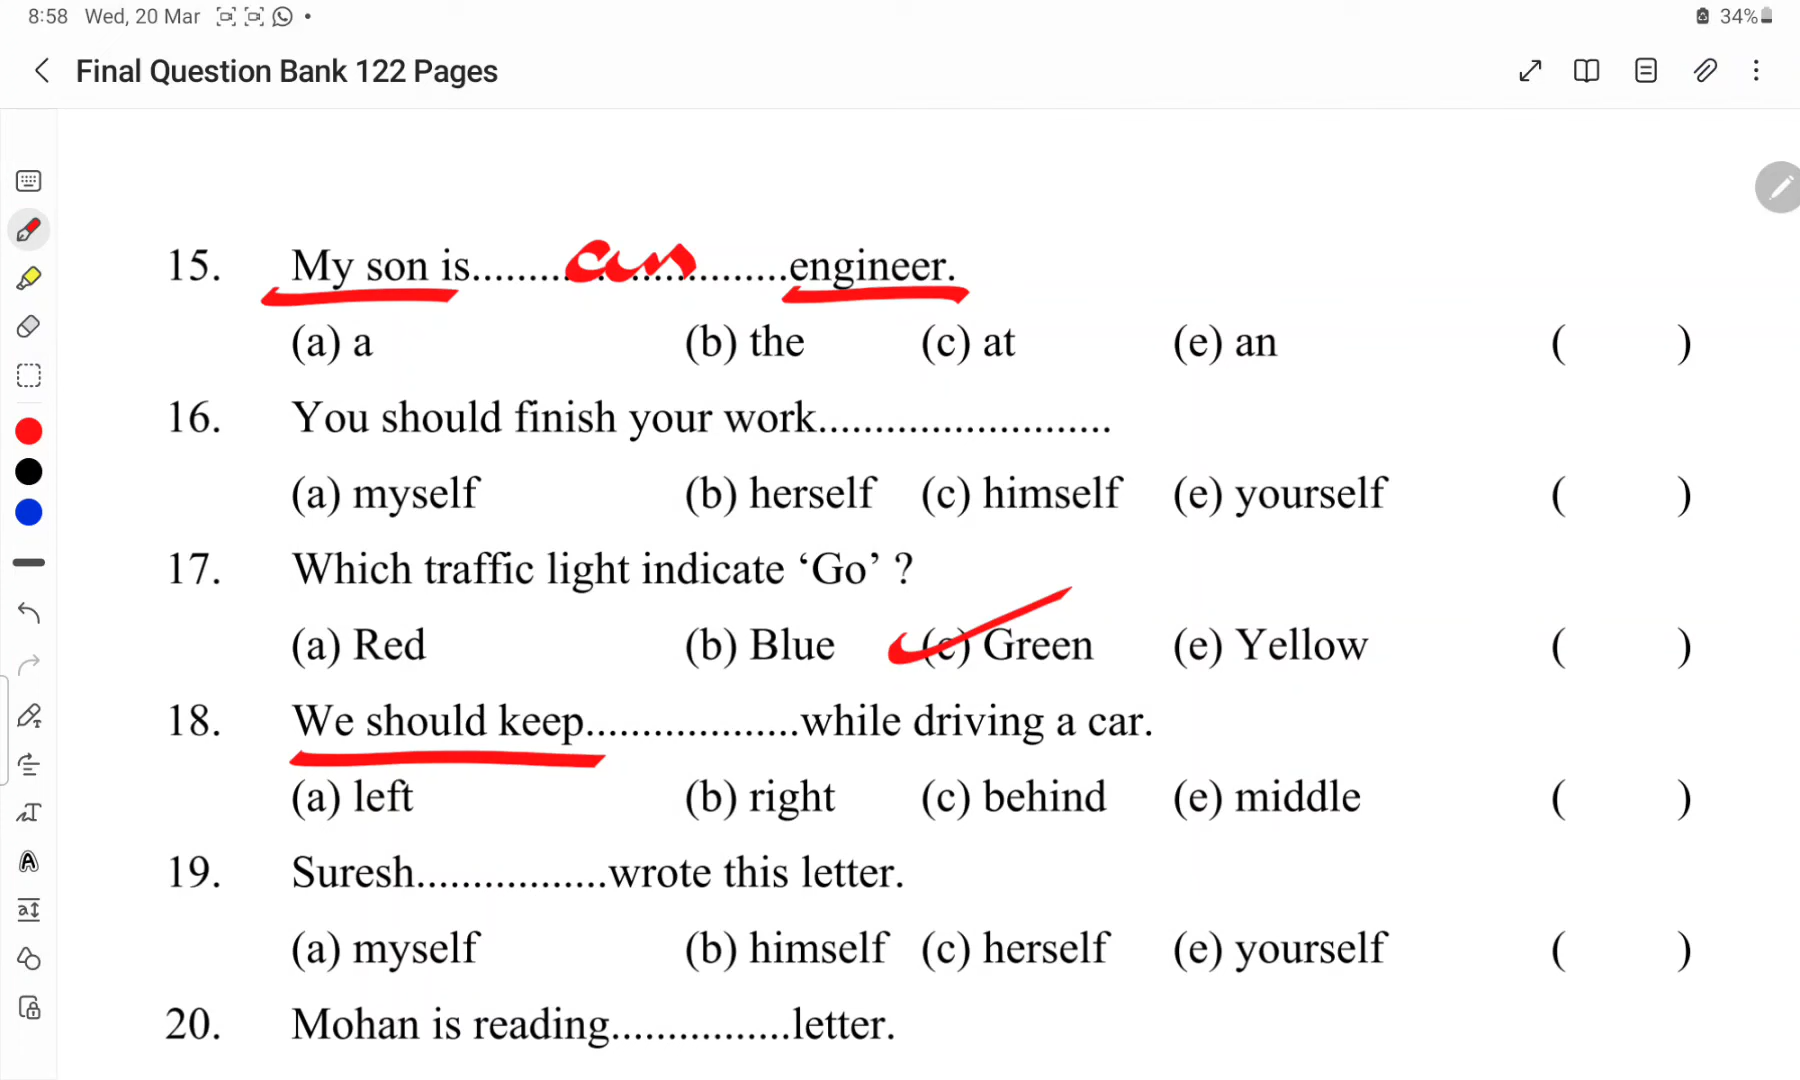 8:58 Wed, 20 Mar 34%
Final Question Bank 122 Pages
15. My son is.........an.........engineer.
(a) a (b) the (c) at (e) an ( )
16. You should finish your work..........................
(a) myself (b) herself (c) himself (e) yourself ( )
17. Which traffic light indicate ‘Go’ ?
(a) Red (b) Blue (c) Green (e) Yellow ( )
18. We should keep...................while driving a car.
(a) left (b) right (c) behind (e) middle ( )
19. Suresh.................wrote this letter.
(a) myself (b) himself (c) herself (e) yourself ( )
20. Mohan is reading................letter.